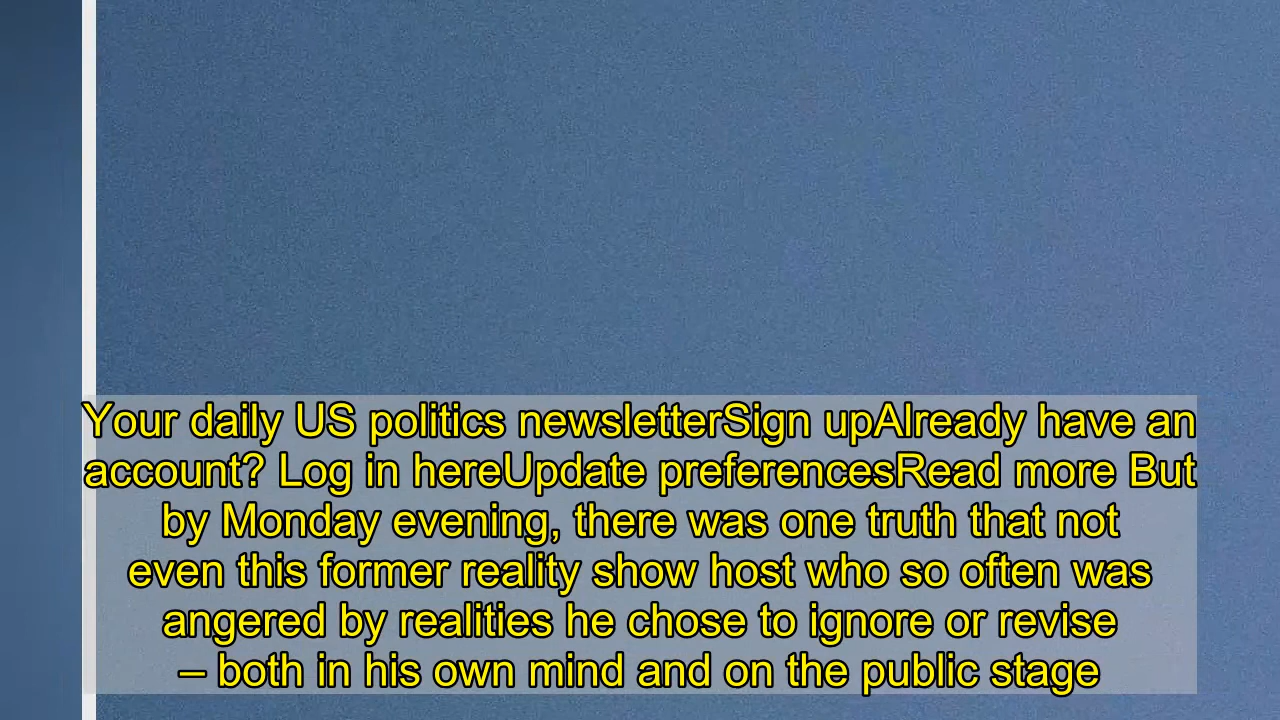 Your daily US politics newsletterSign upAlready have an
account? Log in hereUpdate preferencesRead more But
by Monday evening, there was one truth that not
even this former reality show host who so often was
angered by realities he chose to ignore or revise
– both in his own mind and on the public stage